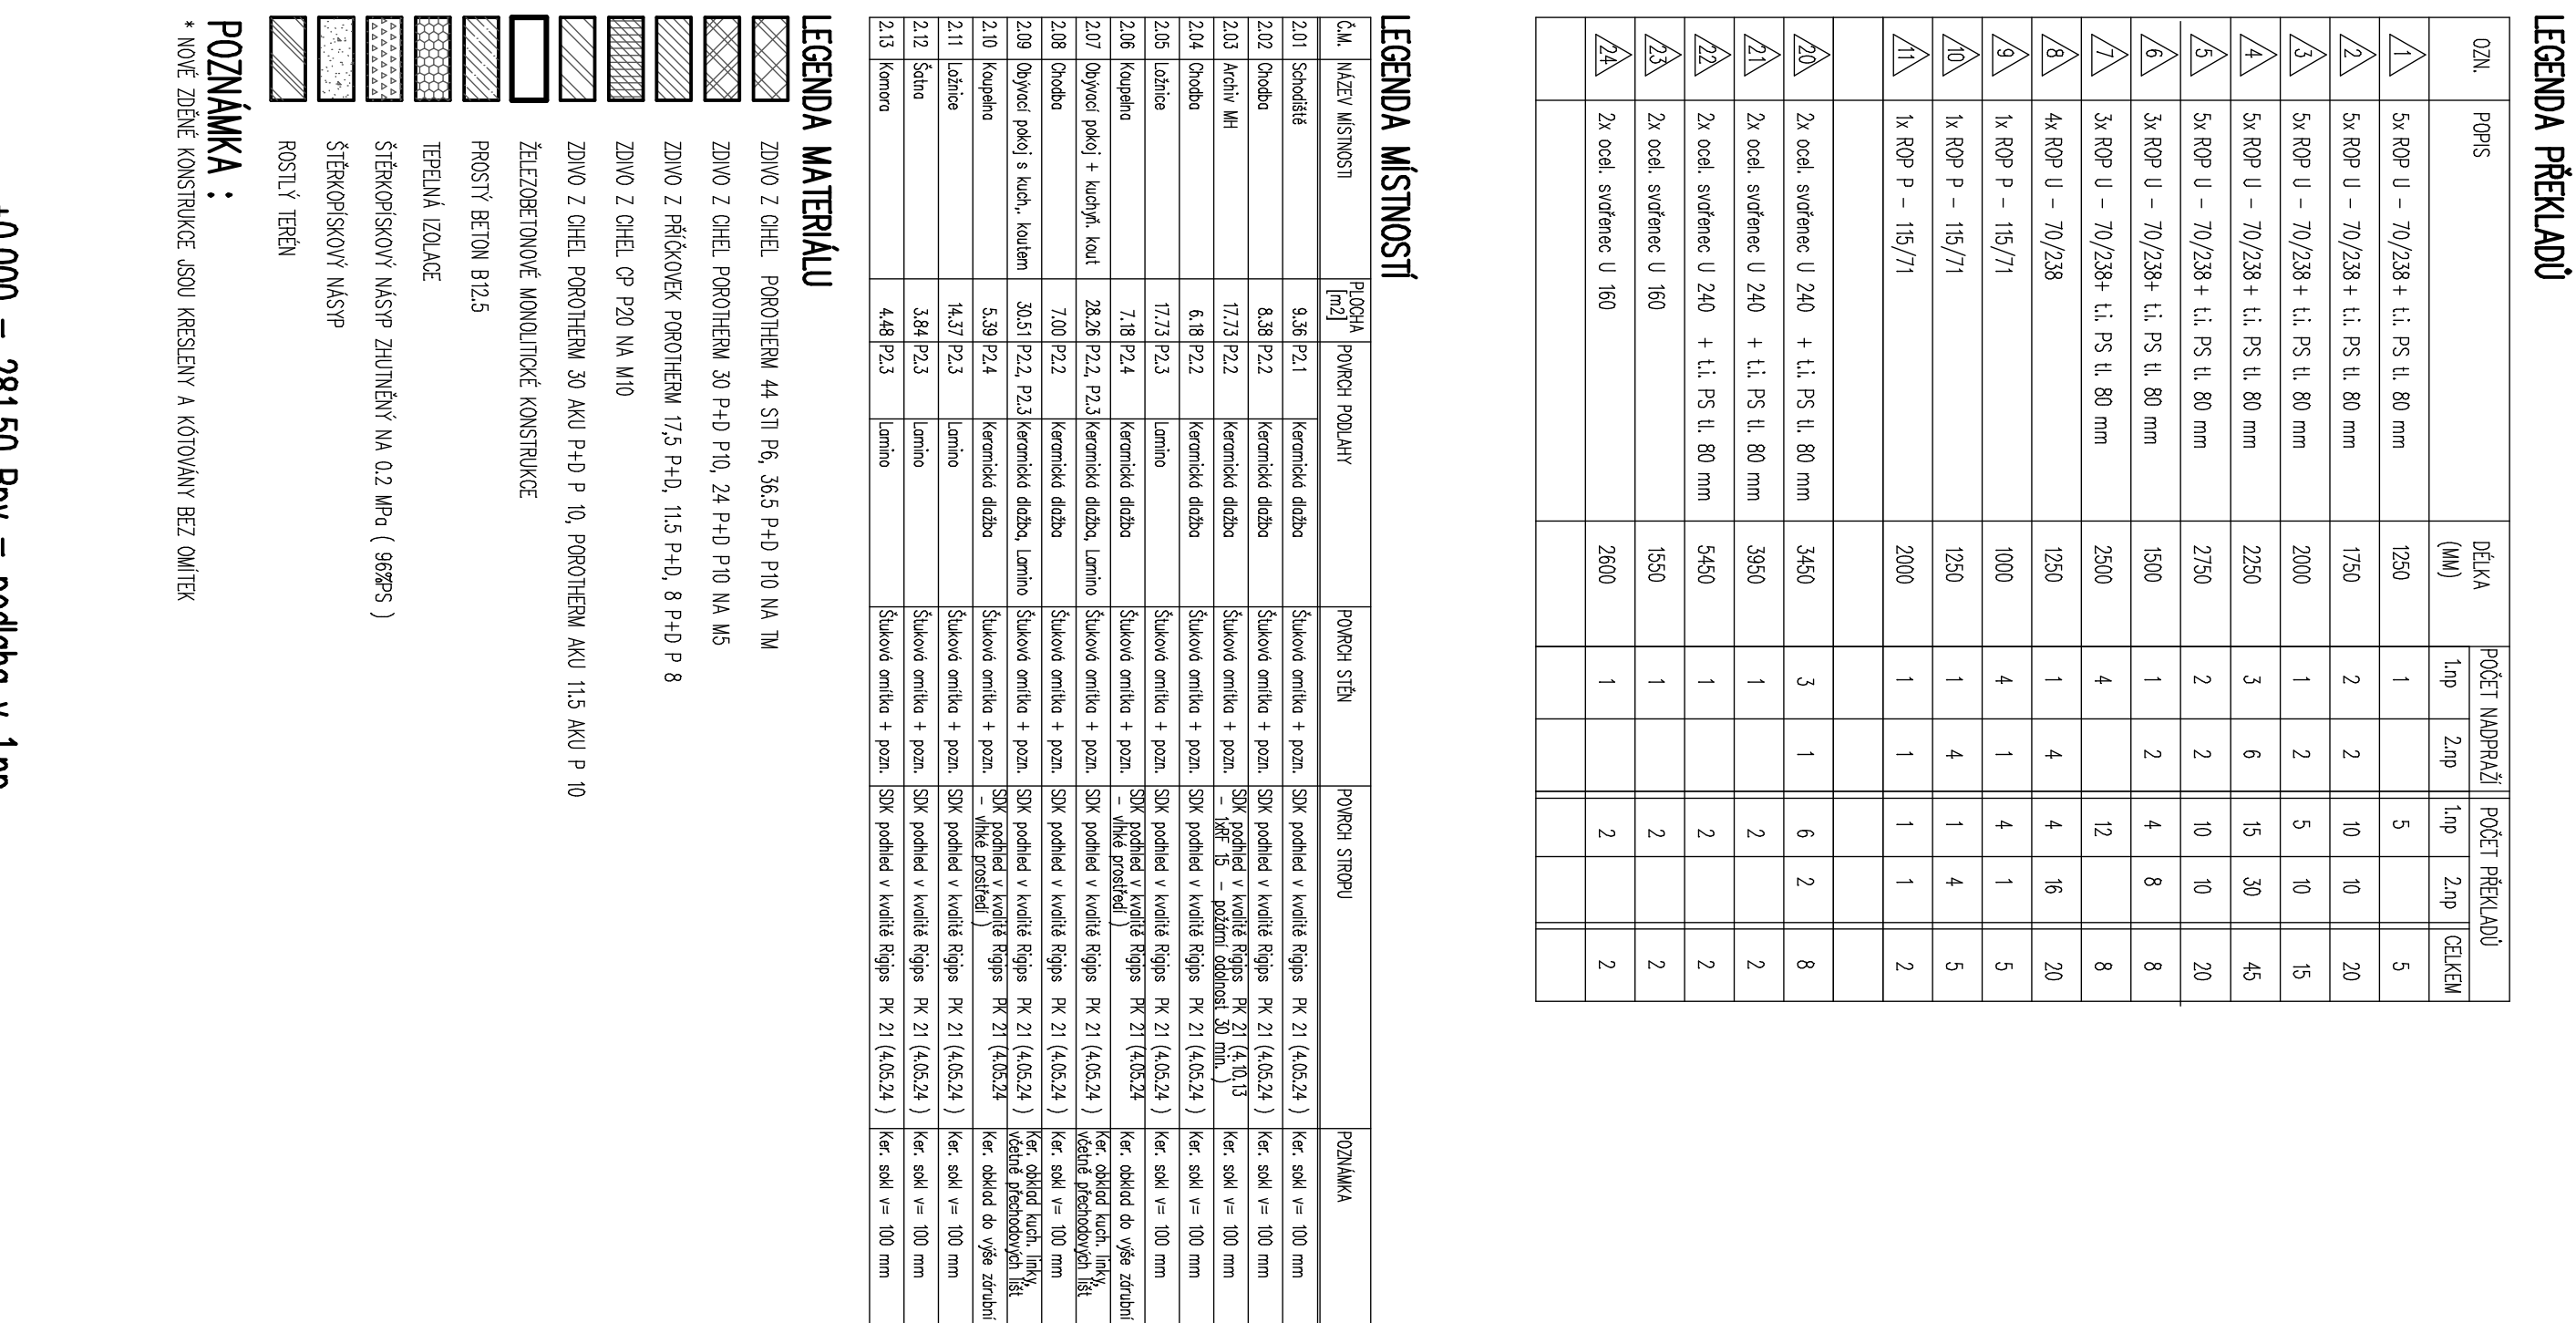 LEGENDA PŘEKLADŮ
OZN. POPIS DÉLKA (MM) POČET NADPRAŽÍ POČET PŘEKLADŮ
1.np 2.np 1.np 2.np CELKEM
1 5x ROP U – 70/238+ t.i. PS tl. 80 mm 1250 1 5 5
2 5x ROP U – 70/238+ t.i. PS tl. 80 mm 1750 2 2 10 10 20
3 5x ROP U – 70/238+ t.i. PS tl. 80 mm 2000 1 2 5 10 15
4 5x ROP U – 70/238+ t.i. PS tl. 80 mm 2250 3 6 15 30 45
5 5x ROP U – 70/238+ t.i. PS tl. 80 mm 2750 2 2 10 10 20
6 3x ROP U – 70/238+ t.i. PS tl. 80 mm 1500 1 2 4 8 8
7 3x ROP U – 70/238+ t.i. PS tl. 80 mm 2500 4 12 8
8 4x ROP U – 70/238 1250 1 4 4 16 20
9 1x ROP P – 115/71 1000 4 1 4 1 5
10 1x ROP P – 115/71 1250 1 4 1 4 5
11 1x ROP P – 115/71 2000 1 1 1 1 2
20 2x ocel. svařenec U 240 + t.i. PS tl. 80 mm 3450 3 1 6 2 8
21 2x ocel. svařenec U 240 + t.i. PS tl. 80 mm 3950 1 2 2
22 2x ocel. svařenec U 240 + t.i. PS tl. 80 mm 5450 1 2 2
23 2x ocel. svařenec U 160 1550 1 2 2
24 2x ocel. svařenec U 160 2600 1 2 2
LEGENDA MÍSTNOSTÍ
Č.M. NÁZEV MÍSTNOSTI PLOCHA [m2] POVRCH PODLAHY POVRCH STĚN POVRCH STROPU POZNÁMKA
2.01 Schodiště 9.36 P2.1 Keramická dlažba Štuková omítka + pozn. SDK podhled v kvalitě Rigips PK 21 (4.05.24 ) Ker. sokl v= 100 mm
2.02 Chodba 8.38 P2.2 Keramická dlažba Štuková omítka + pozn. SDK podhled v kvalitě Rigips PK 21 (4.05.24 ) Ker. sokl v= 100 mm
2.03 Archiv MH 17.73 P2.2 Keramická dlažba Štuková omítka + pozn. SDK podhled v kvalitě Rigips PK 21 (4.10.13 Ker. sokl v= 100 mm
– 1xRF 15 – požární odolnost 30 min. )
2.04 Chodba 6.18 P2.2 Keramická dlažba Štuková omítka + pozn. SDK podhled v kvalitě Rigips PK 21 (4.05.24 ) Ker. sokl v= 100 mm
2.05 Ložnice 17.73 P2.3 Lamino Štuková omítka + pozn. SDK podhled v kvalitě Rigips PK 21 (4.05.24 ) Ker. sokl v= 100 mm
2.06 Koupelna 7.18 P2.4 Keramická dlažba Štuková omítka + pozn. SDK podhled v kvalitě Rigips PK 21 (4.05.24 Ker. obklad do výše zárubní
– vlhké prostředí )
2.07 Obývací pokoj + kuchyň. kout 28.26 P2.2, P2.3 Keramická dlažba, Lamino Štuková omítka + pozn. SDK podhled v kvalitě Rigips PK 21 (4.05.24 ) Ker. obklad kuch. linky,
včetně přechodových lišt
2.08 Chodba 7.00 P2.2 Keramická dlažba Štuková omítka + pozn. SDK podhled v kvalitě Rigips PK 21 (4.05.24 ) Ker. sokl v= 100 mm
2.09 Obývací pokoj s kuch,. koutem 30.51 P2.2, P2.3 Keramická dlažba, Lamino Štuková omítka + pozn. SDK podhled v kvalitě Rigips PK 21 (4.05.24 ) Ker. obklad kuch. linky,
včetně přechodových lišt
2.10 Koupelna 5.39 P2.4 Keramická dlažba Štuková omítka + pozn. SDK podhled v kvalitě Rigips PK 21 (4.05.24 Ker. obklad do výše zárubní
– vlhké prostředí )
2.11 Ložnice 14.37 P2.3 Lamino Štuková omítka + pozn. SDK podhled v kvalitě Rigips PK 21 (4.05.24 ) Ker. sokl v= 100 mm
2.12 Šatna 3.84 P2.3 Lamino Štuková omítka + pozn. SDK podhled v kvalitě Rigips PK 21 (4.05.24 ) Ker. sokl v= 100 mm
2.13 Komora 4.48 P2.3 Lamino Štuková omítka + pozn. SDK podhled v kvalitě Rigips PK 21 (4.05.24 ) Ker. sokl v= 100 mm
LEGENDA MATERIÁLU
ZDIVO Z CIHEL POROTHERM 44 STI P6, 36.5 P+D P10 NA TM
ZDIVO Z CIHEL POROTHERM 30 P+D P10, 24 P+D P10 NA M5
ZDIVO Z PŘÍČKOVEK POROTHERM 17,5 P+D, 11.5 P+D, 8 P+D P 8
ZDIVO Z CIHEL CP P20 NA M10
ZDIVO Z CIHEL POROTHERM 30 AKU P+D P 10, POROTHERM AKU 11.5 AKU P 10
ŽELEZOBETONOVÉ MONOLITICKÉ KONSTRUKCE
PROSTÝ BETON B12.5
TEPELNÁ IZOLACE
ŠTĚRKOPÍSKOVÝ NÁSYP ZHUTNĚNÝ NA 0.2 MPa ( 96%PS )
ŠTĚRKOPÍSKOVÝ NÁSYP
ROSTLÝ TERÉN
POZNÁMKA :
* NOVÉ ZDĚNÉ KONSTRUKCE JSOU KRESLENY A KÓTOVÁNY BEZ OMÍTEK